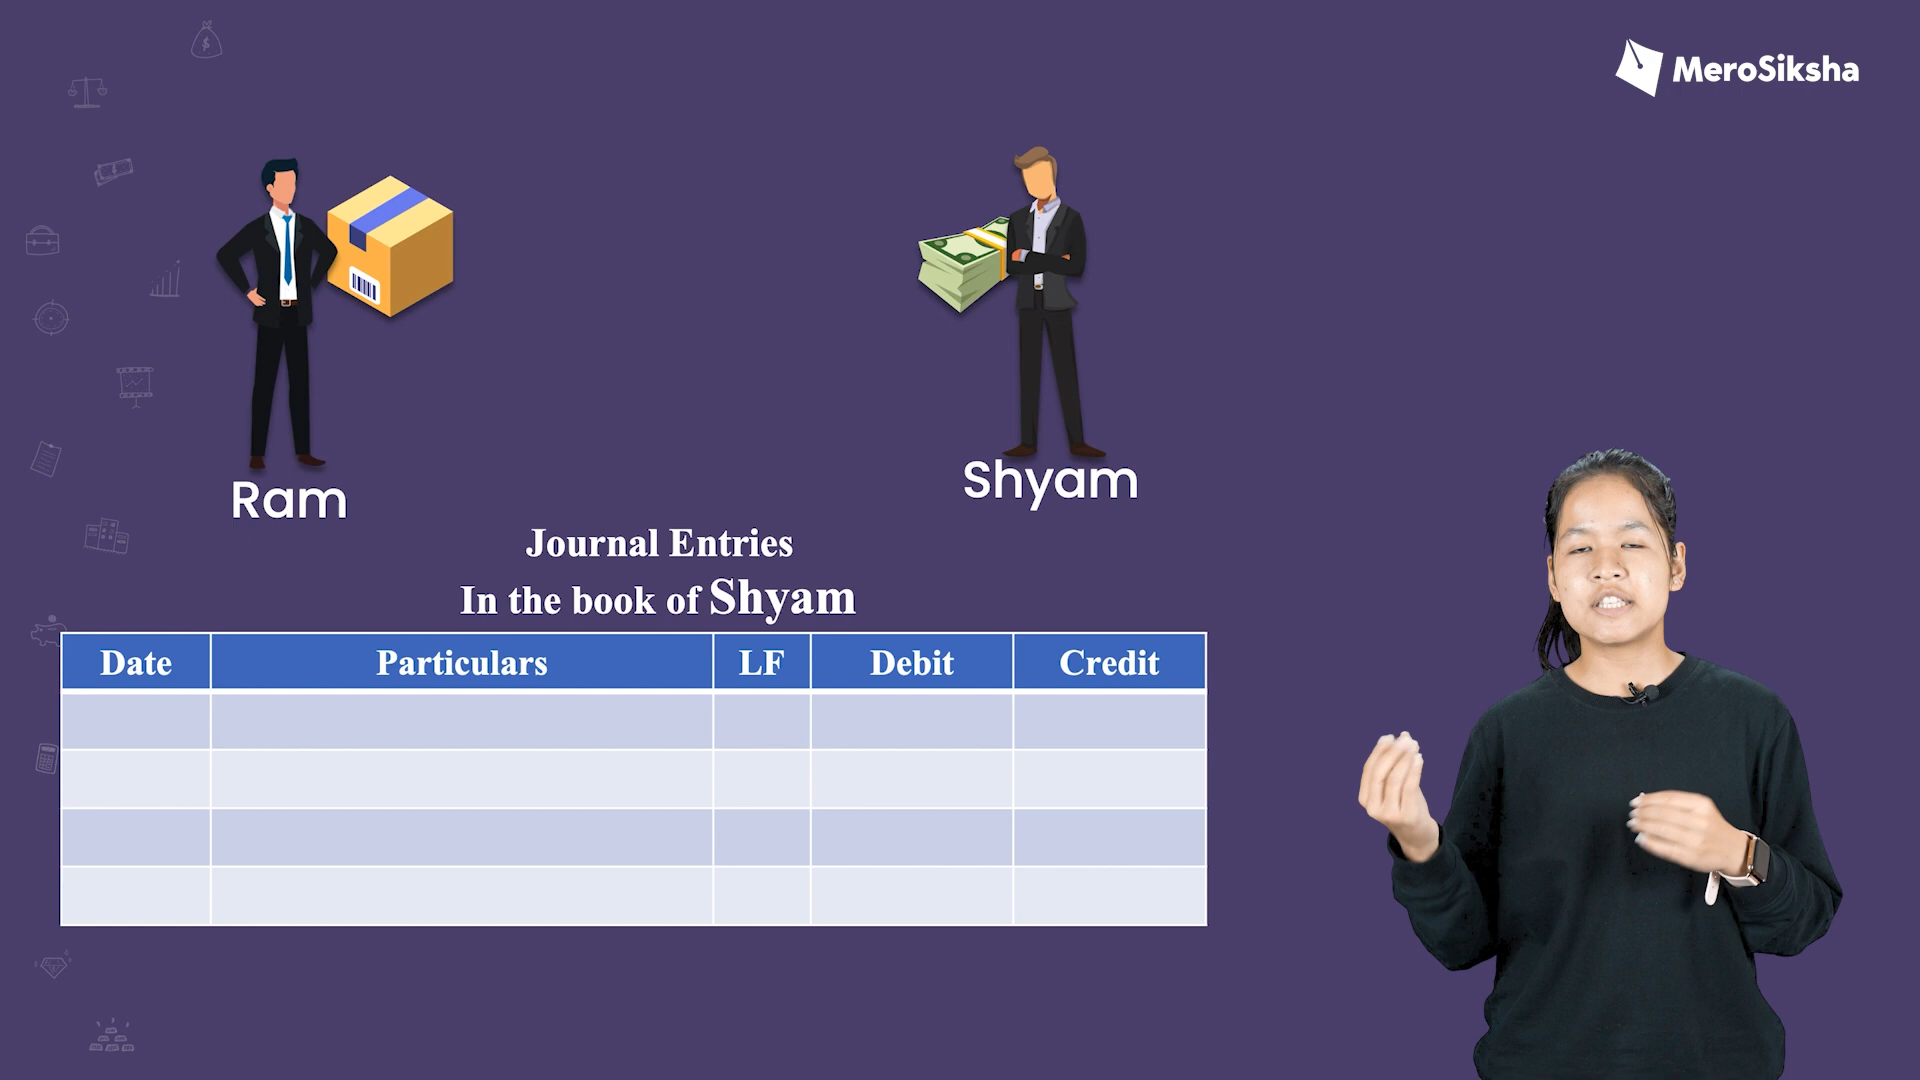 MeroSiksha
Ram
Shyam
Journal Entries
In the book of Shyam
Date Particulars LF Debit Credit